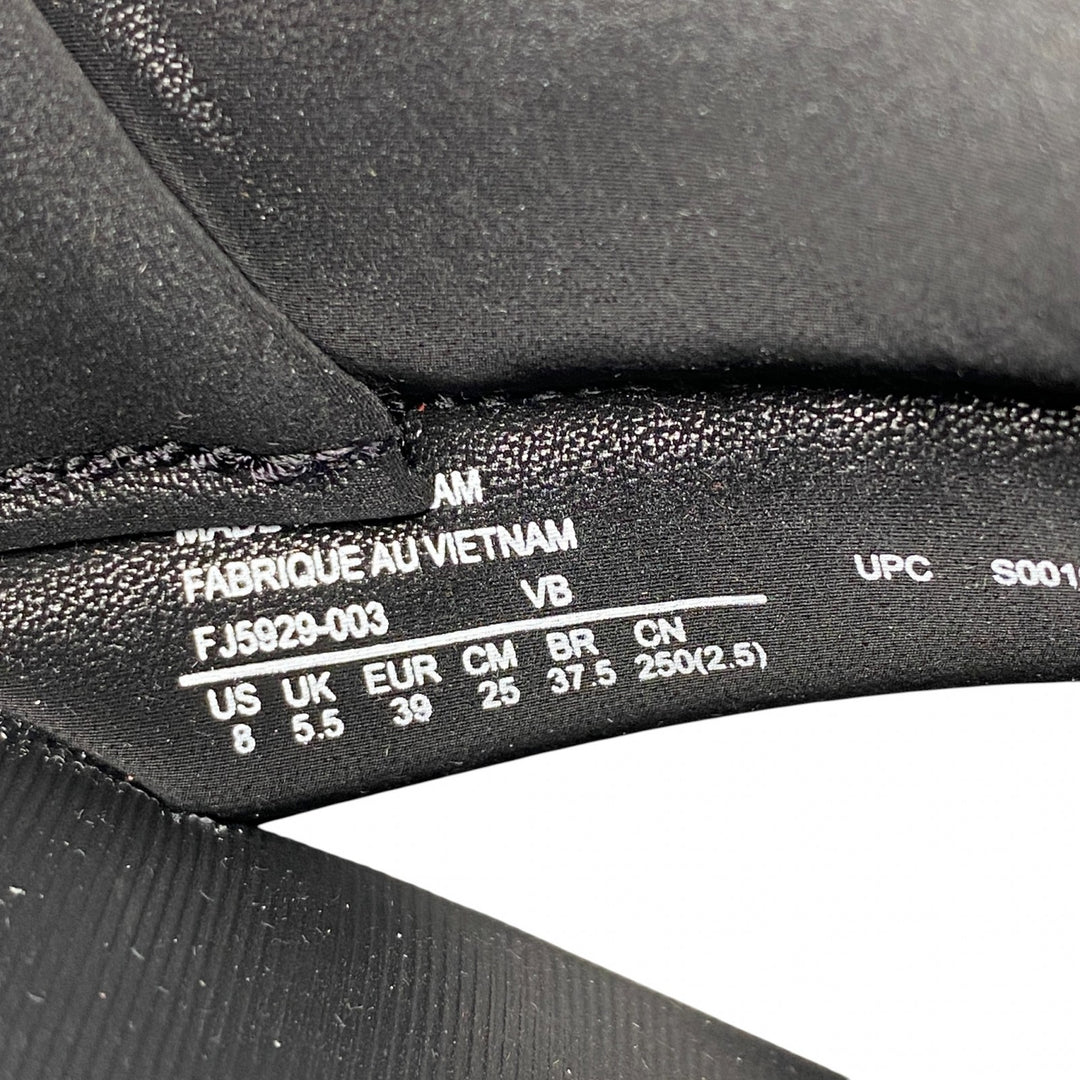 AM
FABRIQUE AU VIETNAM
FJ5929-003 VB
US UK EUR CM BR CN
8 5.5 39 25 37.5 250(2.5)
UPC